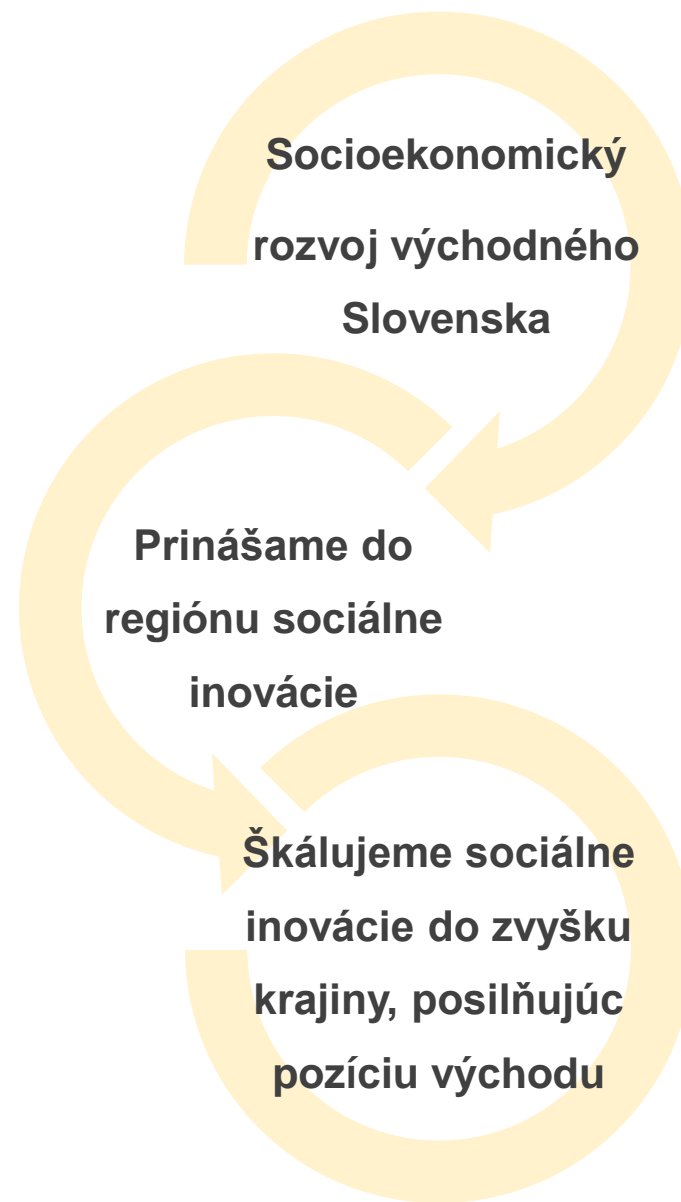 Socioekonomický
rozvoj východného
Slovenska
Prinášame do
regiónu sociálne
inovácie
Škálujeme sociálne
inovácie do zvyšku
krajiny, posilňujúc
pozíciu východu